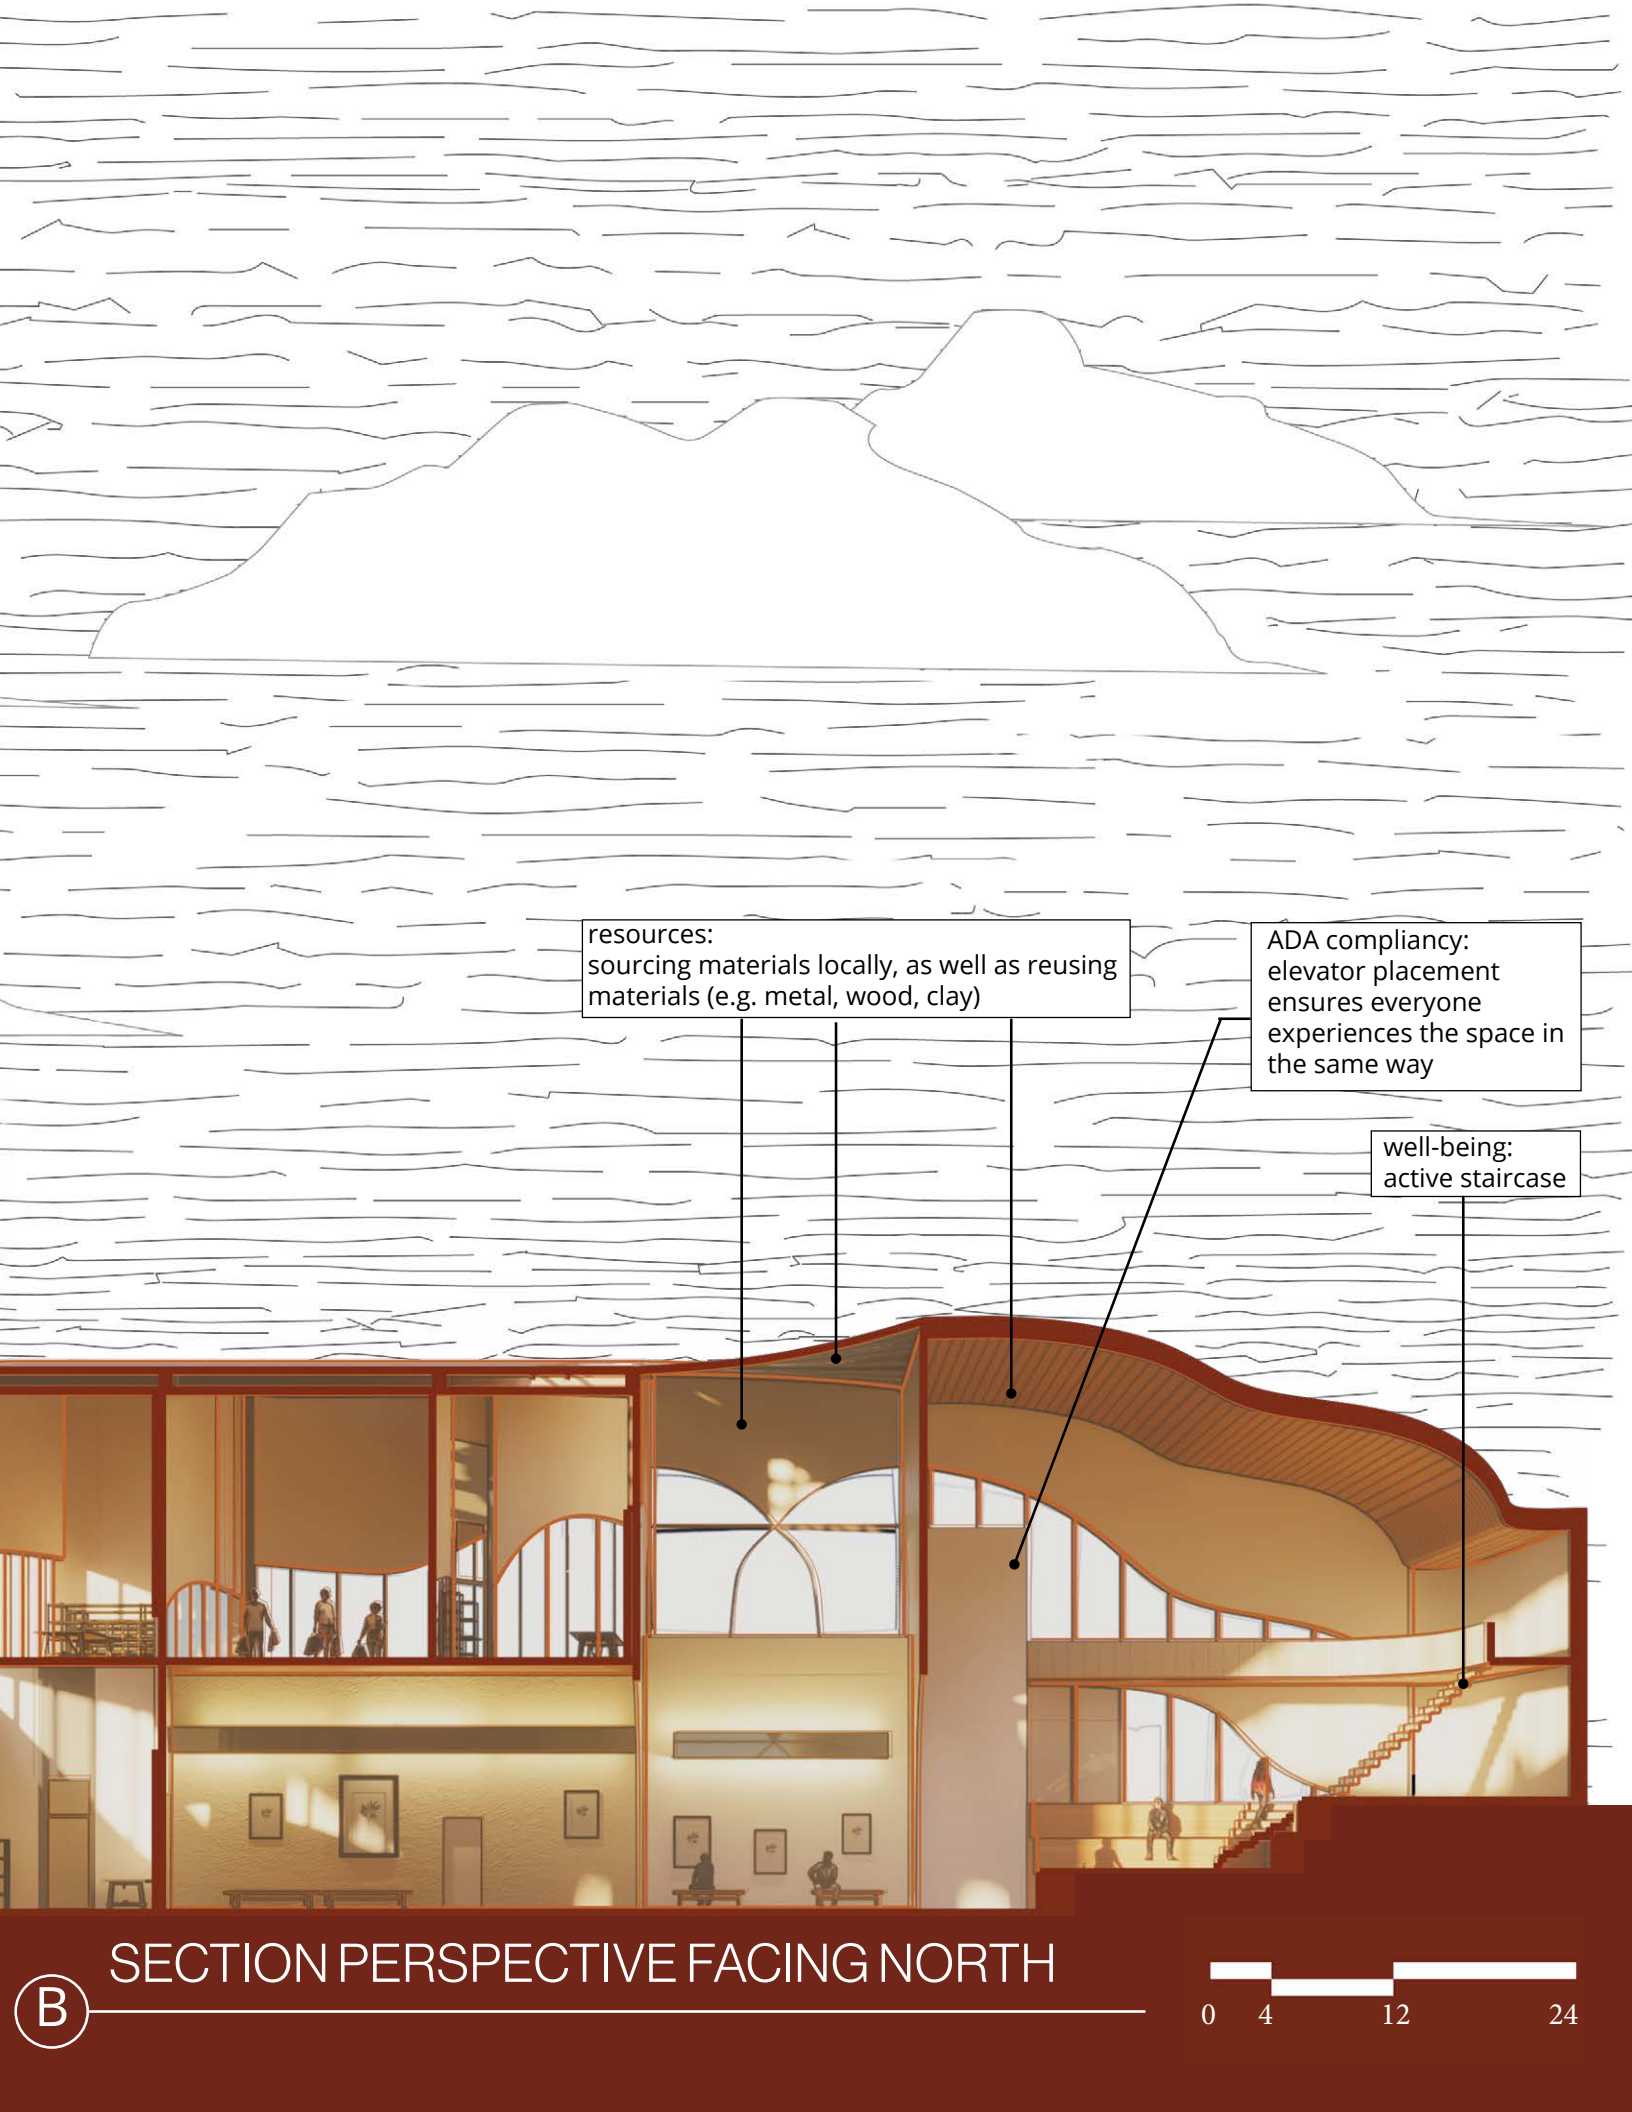 resources:
sourcing materials locally, as well as reusing
materials (e.g. metal, wood, clay)
ADA compliancy:
elevator placement
ensures everyone
experiences the space in
the same way
well-being:
active staircase
SECTION PERSPECTIVE FACING NORTH
B
0 4 12 24